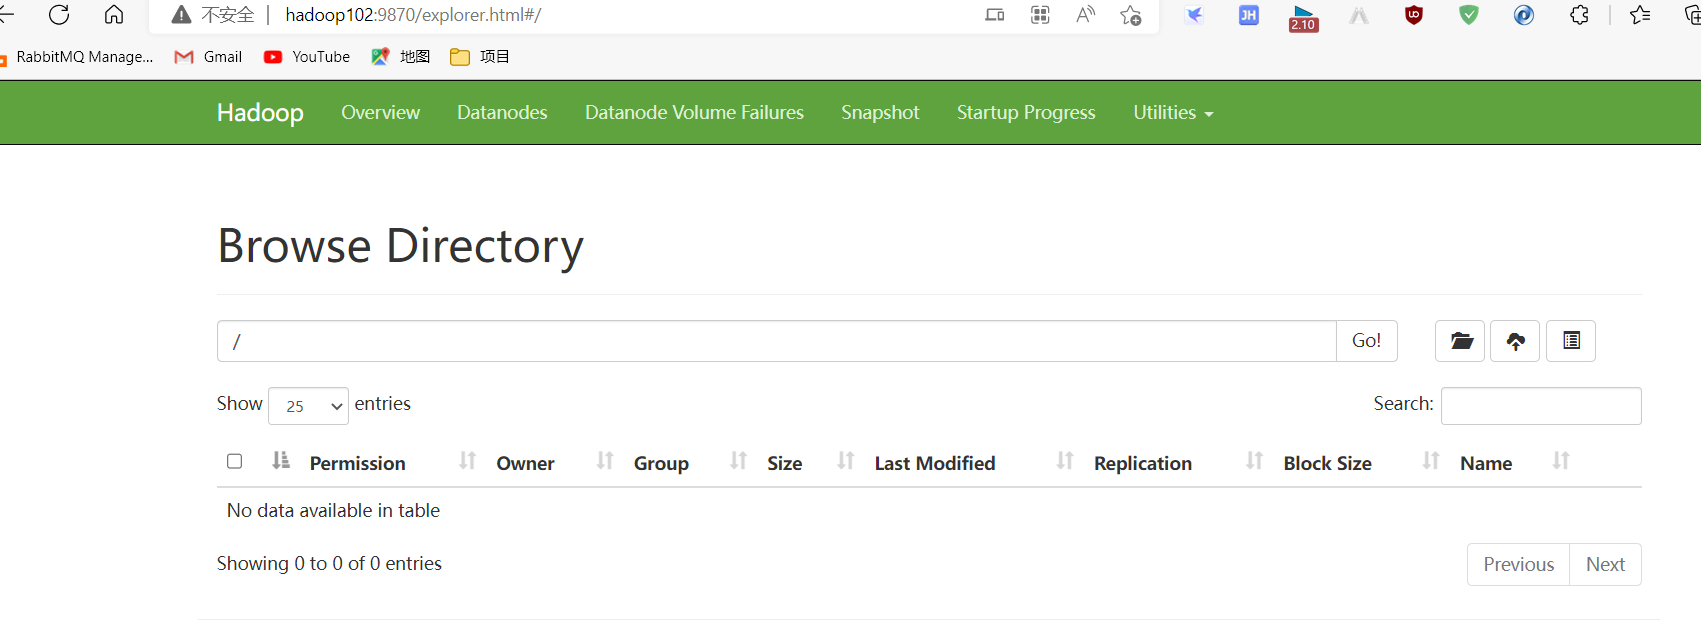 不安全 | hadoop102:9870/explorer.html#/
JH 2.10
RabbitMQ Manage... Gmail YouTube 地图 项目
Hadoop Overview Datanodes Datanode Volume Failures Snapshot Startup Progress Utilities
Browse Directory
/ Go!
Show 25 entries Search:
Permission Owner Group Size Last Modified Replication Block Size Name
No data available in table
Showing 0 to 0 of 0 entries Previous Next